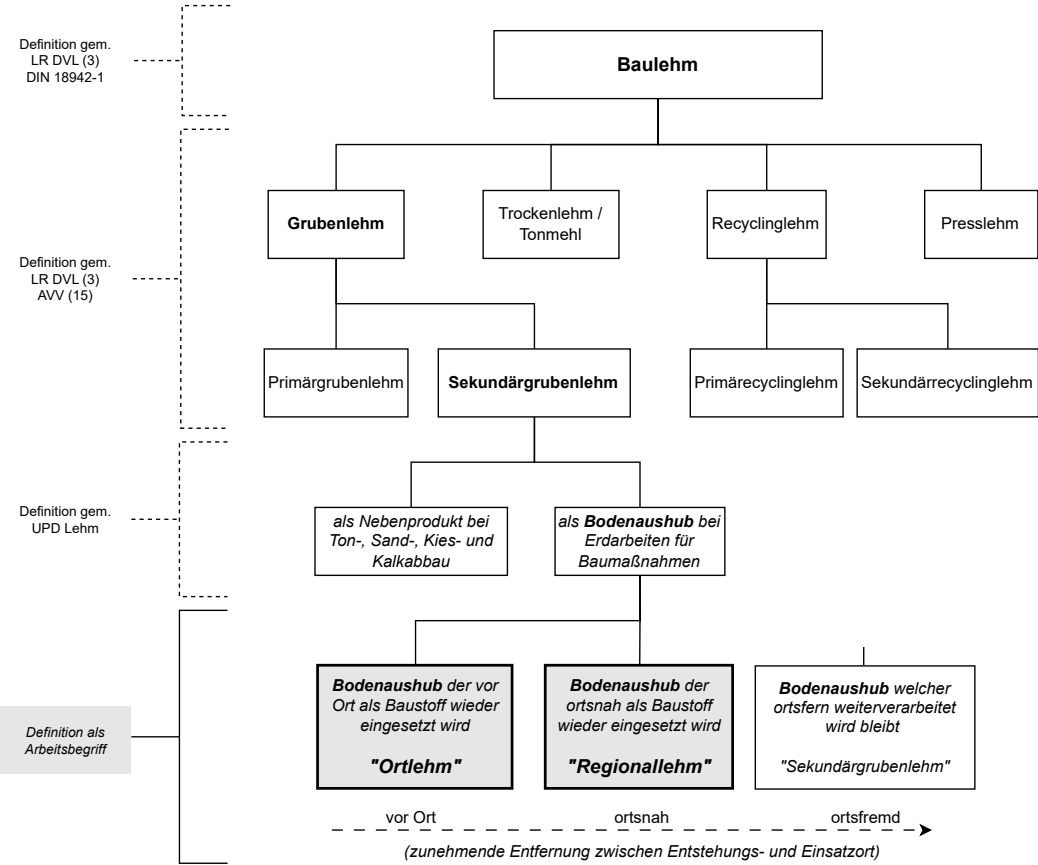 Definition gem.
LR DVL (3)
DIN 18942-1
Baulehm
Definition gem.
LR DVL (3)
AVV (15)
Grubenlehm
Trockenlehm /
Tonmehl
Recyclinglehm
Presslehm
Primärgrubenlehm
Sekundärgrubenlehm
Primärecyclinglehm
Sekundärrecyclinglehm
Definition gem.
UPD Lehm
als Nebenprodukt bei
Ton-, Sand-, Kies- und
Kalkabbau
als Bodenaushub bei
Erdarbeiten für
Baumaßnahmen
Definition als
Arbeitsbegriff
Bodenaushub der vor
Ort als Baustoff wieder
eingesetzt wird
"Ortlehm"
Bodenaushub der
ortsnah als Baustoff
wieder eingesetzt wird
"Regionallehm"
Bodenaushub welcher
ortsfern weiterverarbeitet
wird bleibt
"Sekundärgrubenlehm"
vor Ort
ortsnah
ortsfremd
(zunehmende Entfernung zwischen Entstehungs- und Einsatzort)